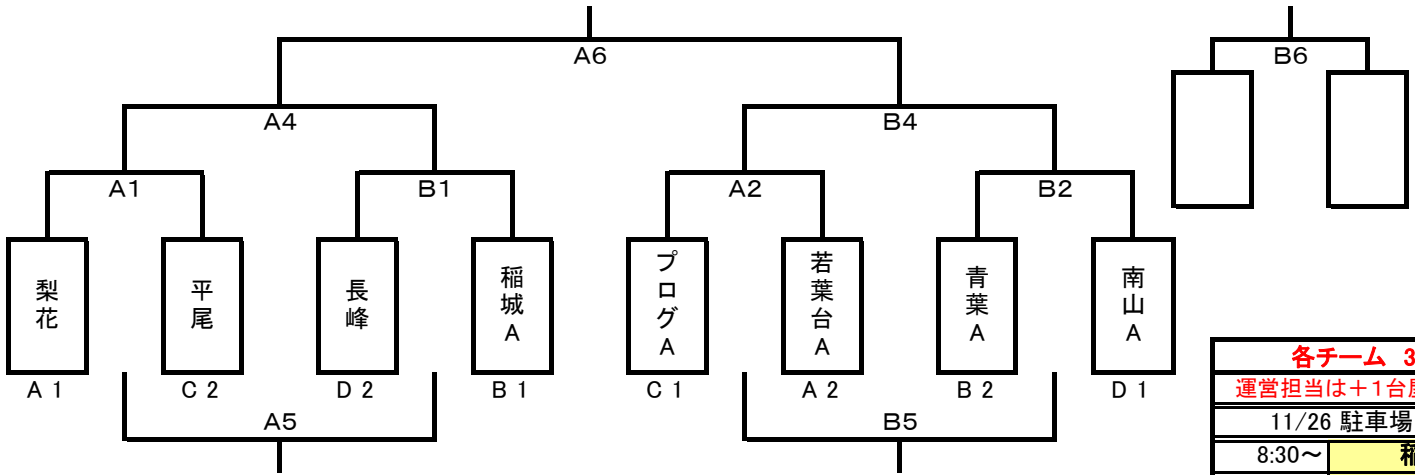 A6
B6
A4
B4
A1
B1
A2
B2
梨花
平尾
長峰
稲城A
プログA
若葉台A
青葉A
南山A
A 1
C 2
D 2
B 1
C 1
A 2
B 2
D 1
A5
B5
各チーム 3
運営担当は+1台
11/26 駐車場
8:30~